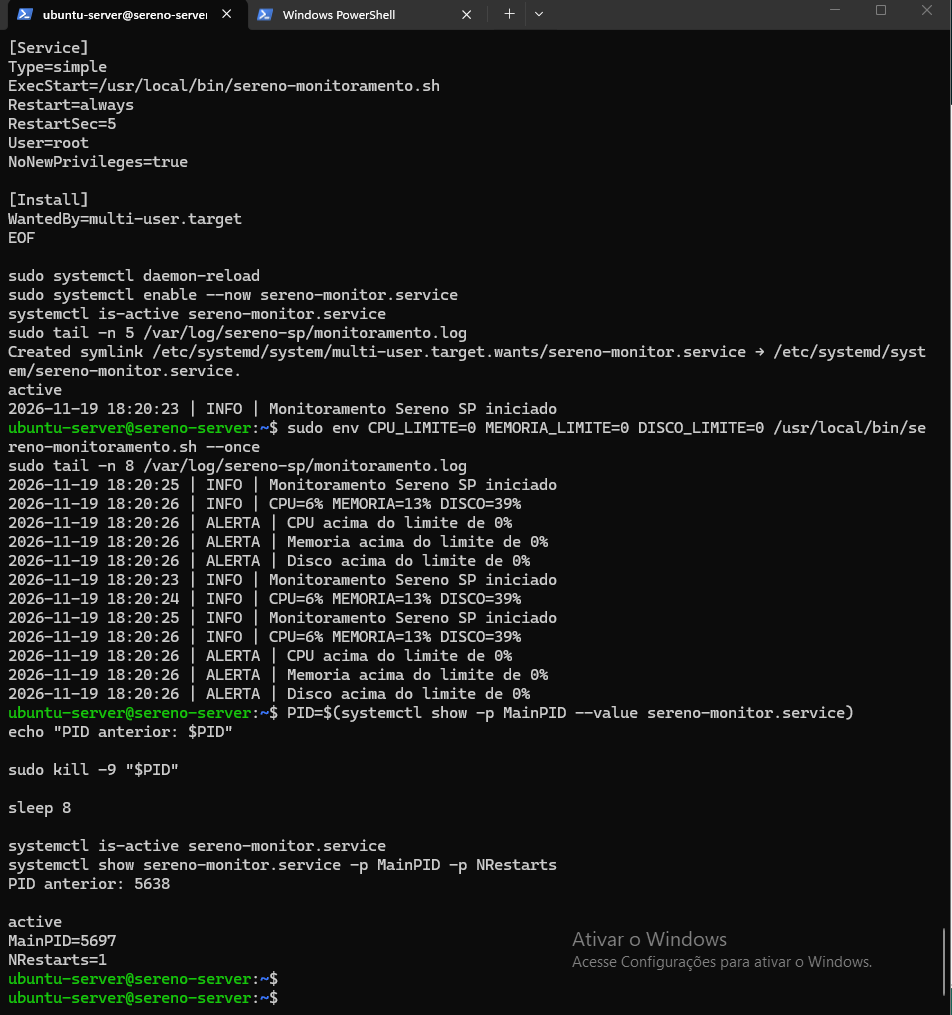 ubuntu-server@sereno-server
Windows PowerShell
[Service]
Type=simple
ExecStart=/usr/local/bin/sereno-monitoramento.sh
Restart=always
RestartSec=5
User=root
NoNewPrivileges=true
[Install]
WantedBy=multi-user.target
EOF
sudo systemctl daemon-reload
sudo systemctl enable --now sereno-monitor.service
systemctl is-active sereno-monitor.service
sudo tail -n 5 /var/log/sereno-sp/monitoramento.log
Created symlink /etc/systemd/system/multi-user.target.wants/sereno-monitor.service → /etc/systemd/syst
em/sereno-monitor.service.
active
2026-11-19 18:20:23 | INFO | Monitoramento Sereno SP iniciado
ubuntu-server@sereno-server:~$ sudo env CPU_LIMITE=0 MEMORIA_LIMITE=0 DISCO_LIMITE=0 /usr/local/bin/se
reno-monitoramento.sh --once
sudo tail -n 8 /var/log/sereno-sp/monitoramento.log
2026-11-19 18:20:25 | INFO | Monitoramento Sereno SP iniciado
2026-11-19 18:20:26 | INFO | CPU=6% MEMORIA=13% DISCO=39%
2026-11-19 18:20:26 | ALERTA | CPU acima do limite de 0%
2026-11-19 18:20:26 | ALERTA | Memoria acima do limite de 0%
2026-11-19 18:20:26 | ALERTA | Disco acima do limite de 0%
2026-11-19 18:20:23 | INFO | Monitoramento Sereno SP iniciado
2026-11-19 18:20:24 | INFO | CPU=6% MEMORIA=13% DISCO=39%
2026-11-19 18:20:25 | INFO | Monitoramento Sereno SP iniciado
2026-11-19 18:20:26 | INFO | CPU=6% MEMORIA=13% DISCO=39%
2026-11-19 18:20:26 | ALERTA | CPU acima do limite de 0%
2026-11-19 18:20:26 | ALERTA | Memoria acima do limite de 0%
2026-11-19 18:20:26 | ALERTA | Disco acima do limite de 0%
ubuntu-server@sereno-server:~$ PID=$(systemctl show -p MainPID --value sereno-monitor.service)
echo "PID anterior: $PID"
sudo kill -9 "$PID"
sleep 8
systemctl is-active sereno-monitor.service
systemctl show sereno-monitor.service -p MainPID -p NRestarts
PID anterior: 5638
active
MainPID=5697
NRestarts=1
ubuntu-server@sereno-server:~$
ubuntu-server@sereno-server:~$
Ativar o Windows
Acesse Configurações para ativar o Windows.